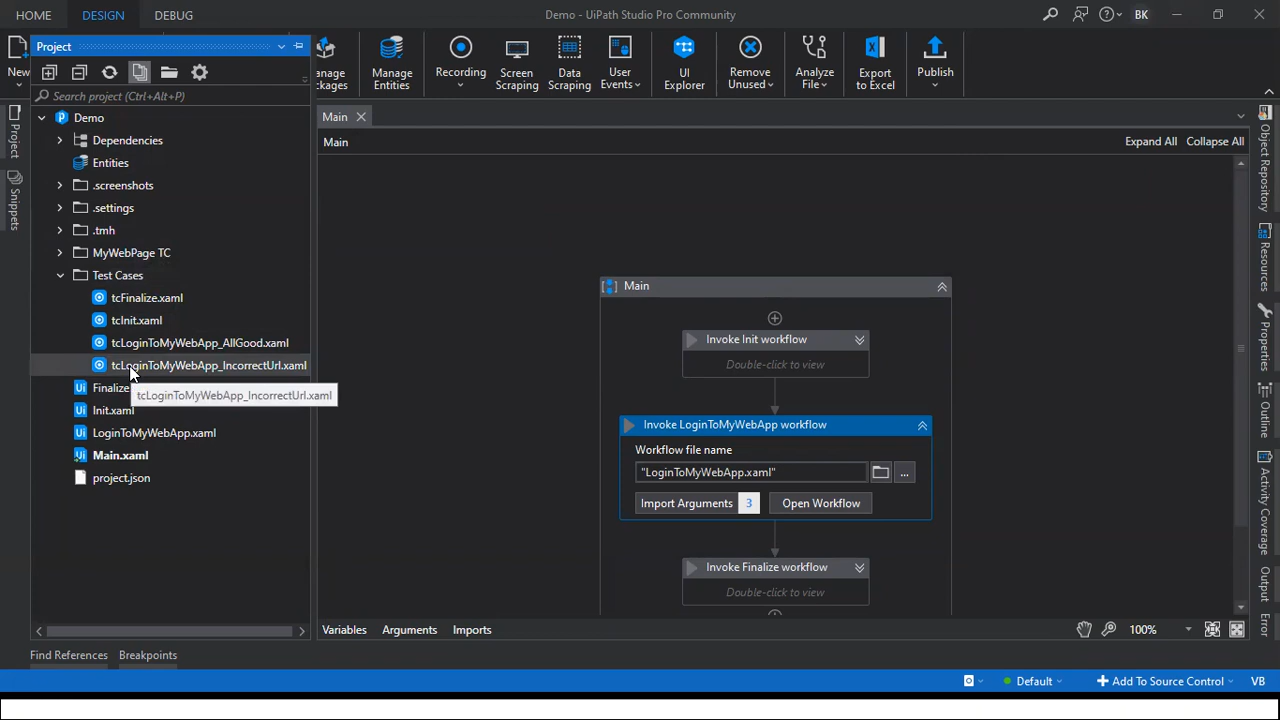 HOME
DESIGN
DEBUG
Demo - UiPath Studio Pro Community
BK
Project
New
anage
ackages
Manage
Entities
Recording
Screen
Scraping
Data
Scraping
User
Events
UI
Explorer
Remove
Unused
Analyze
File
Export
to Excel
Publish
Search project (Ctrl+Alt+P)
Demo
Dependencies
Entities
.screenshots
.settings
.tmh
MyWebPage TC
Test Cases
tcFinalize.xaml
tcInit.xaml
tcLoginToMyWebApp_AllGood.xaml
tcLoginToMyWebApp_IncorrectUrl.xaml
Finalize
tcLoginToMyWebApp_IncorrectUrl.xaml
Init.xaml
LoginToMyWebApp.xaml
Main.xaml
project.json
Project
Snippets
Main
Main
Expand All
Collapse All
Main
Invoke Init workflow
Double-click to view
Invoke LoginToMyWebApp workflow
Workflow file name
"LoginToMyWebApp.xaml"
...
Import Arguments 3
Open Workflow
Invoke Finalize workflow
Double-click to view
Variables
Arguments
Imports
100%
Object Repository
Resources
Properties
Outline
Activity Coverage
Output
Error
Find References
Breakpoints
Default
Add To Source Control
VB